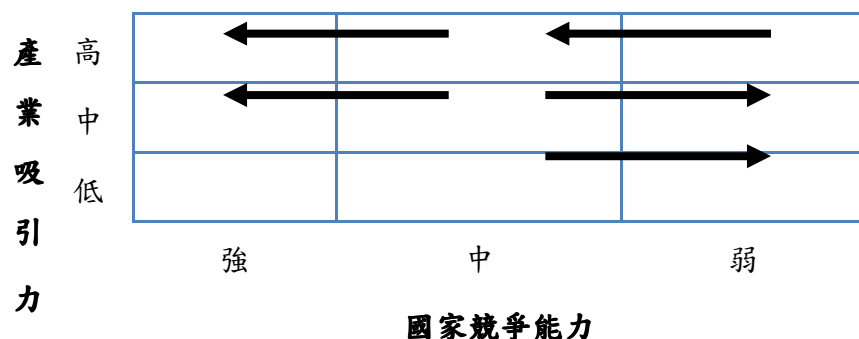 產業吸引力
高
中
低
強 中 弱
國家競爭能力